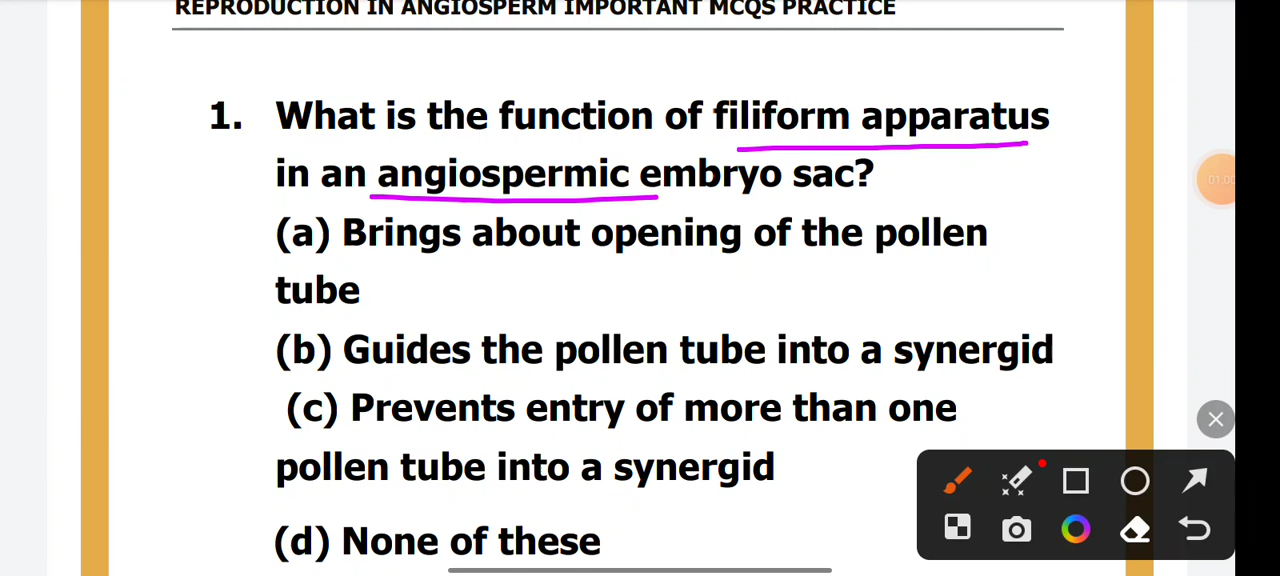 REPRODUCTION IN ANGIOSPERM IMPORTANT MCQS PRACTICE
1. What is the function of filiform apparatus
in an angiospermic embryo sac?
(a) Brings about opening of the pollen
tube
(b) Guides the pollen tube into a synergid
(c) Prevents entry of more than one
pollen tube into a synergid
(d) None of these